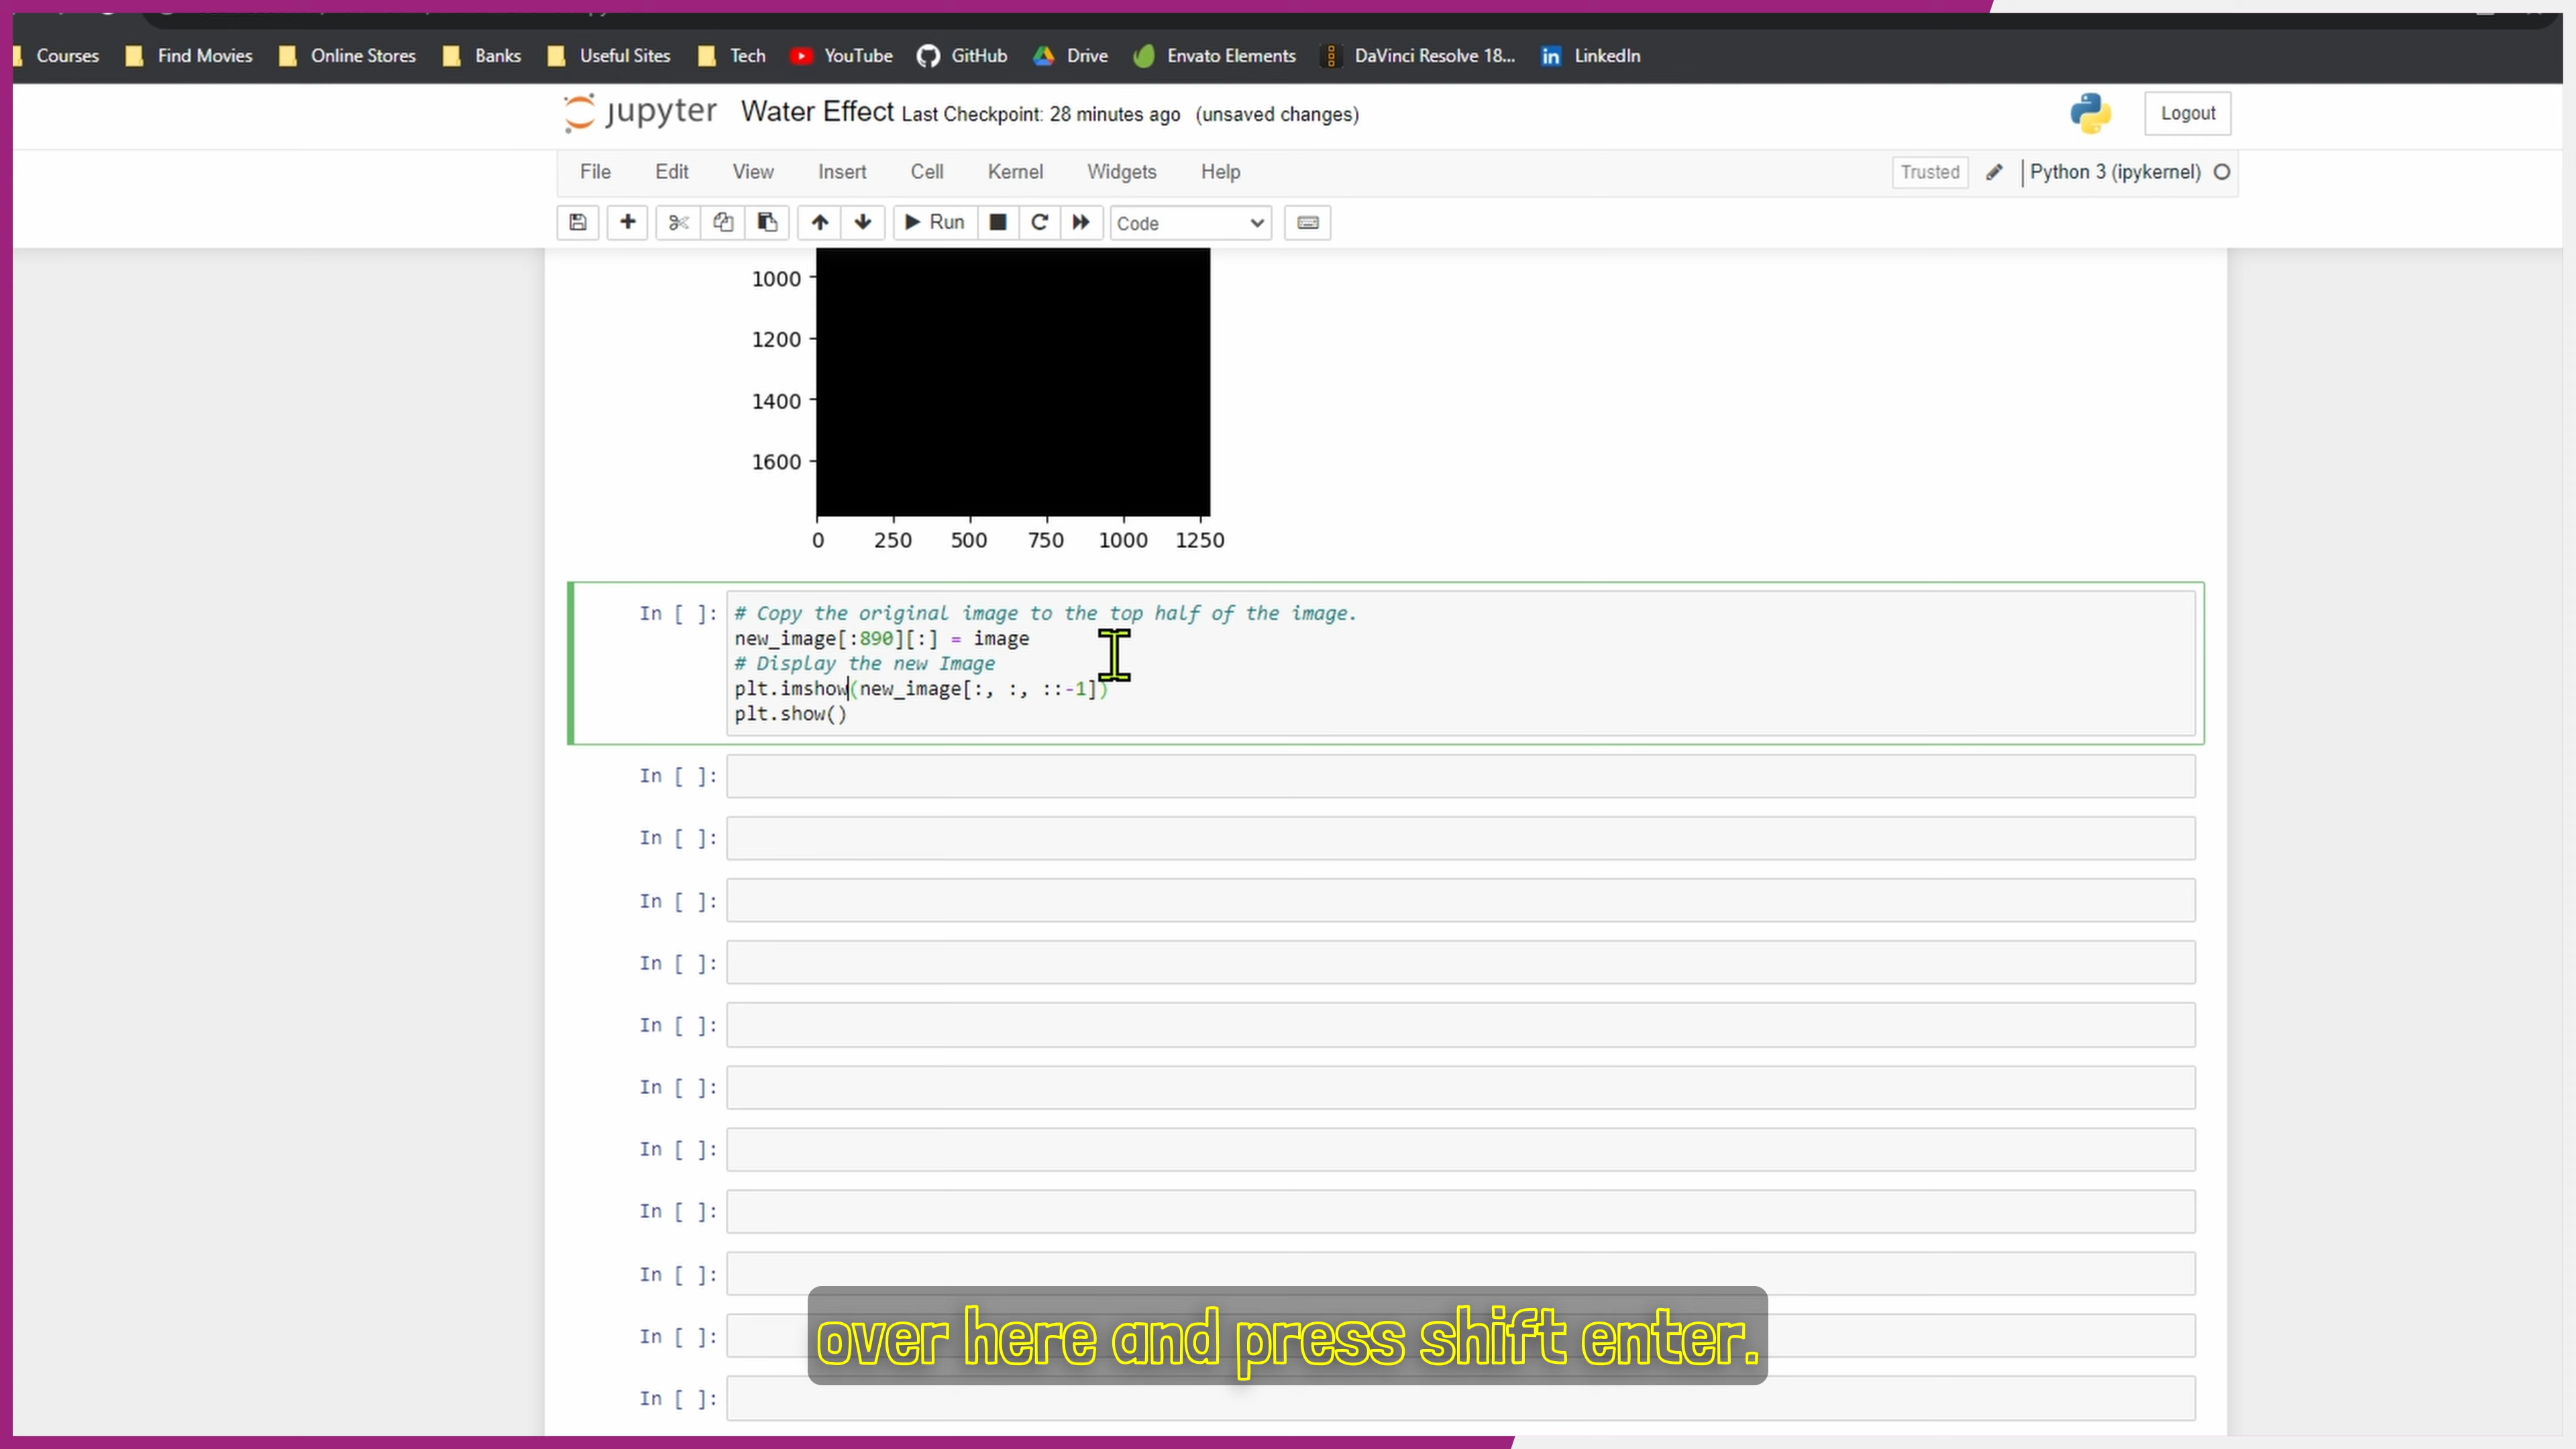 Courses Find Movies Online Stores Banks Useful Sites Tech YouTube GitHub Drive Envato Elements DaVinci Resolve 18... LinkedIn
jupyter Water Effect Last Checkpoint: 28 minutes ago (unsaved changes) Logout
File Edit View Insert Cell Kernel Widgets Help Trusted Python 3 (ipykernel)
Run Code
1000
1200
1400
1600
0 250 500 750 1000 1250
In [ ]: # Copy the original image to the top half of the image.
new_image[:890][:] = image
# Display the new Image
plt.imshow(new_image[:, :, ::-1])
plt.show()
In [ ]:
In [ ]:
In [ ]:
In [ ]:
In [ ]:
In [ ]:
In [ ]:
In [ ]:
In [ ]:
In [ ]:
over here and press shift enter.
In [ ]: